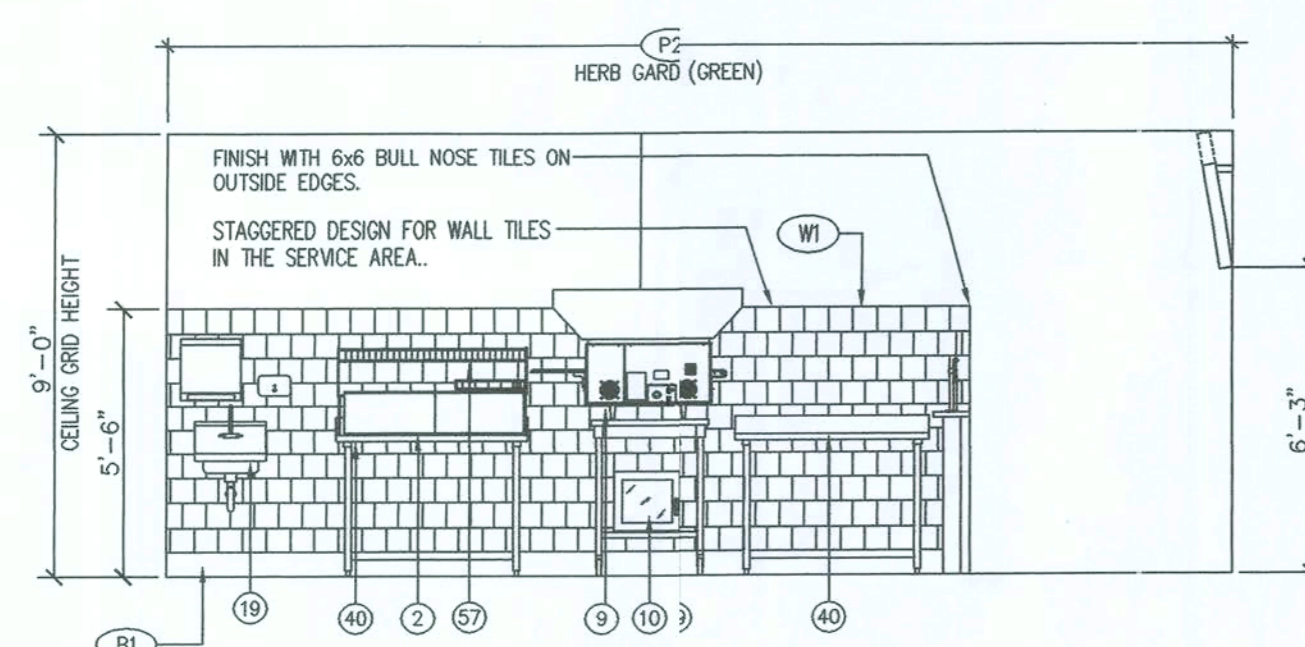 P2
HERB GARD (GREEN)
FINISH WITH 6x6 BULL NOSE TILES ON
OUTSIDE EDGES.
STAGGERED DESIGN FOR WALL TILES
IN THE SERVICE AREA..
W1
9'-0"
CEILING GRID HEIGHT
5'-6"
6'-3"
19
40
2
57
9
10
9
40
B1